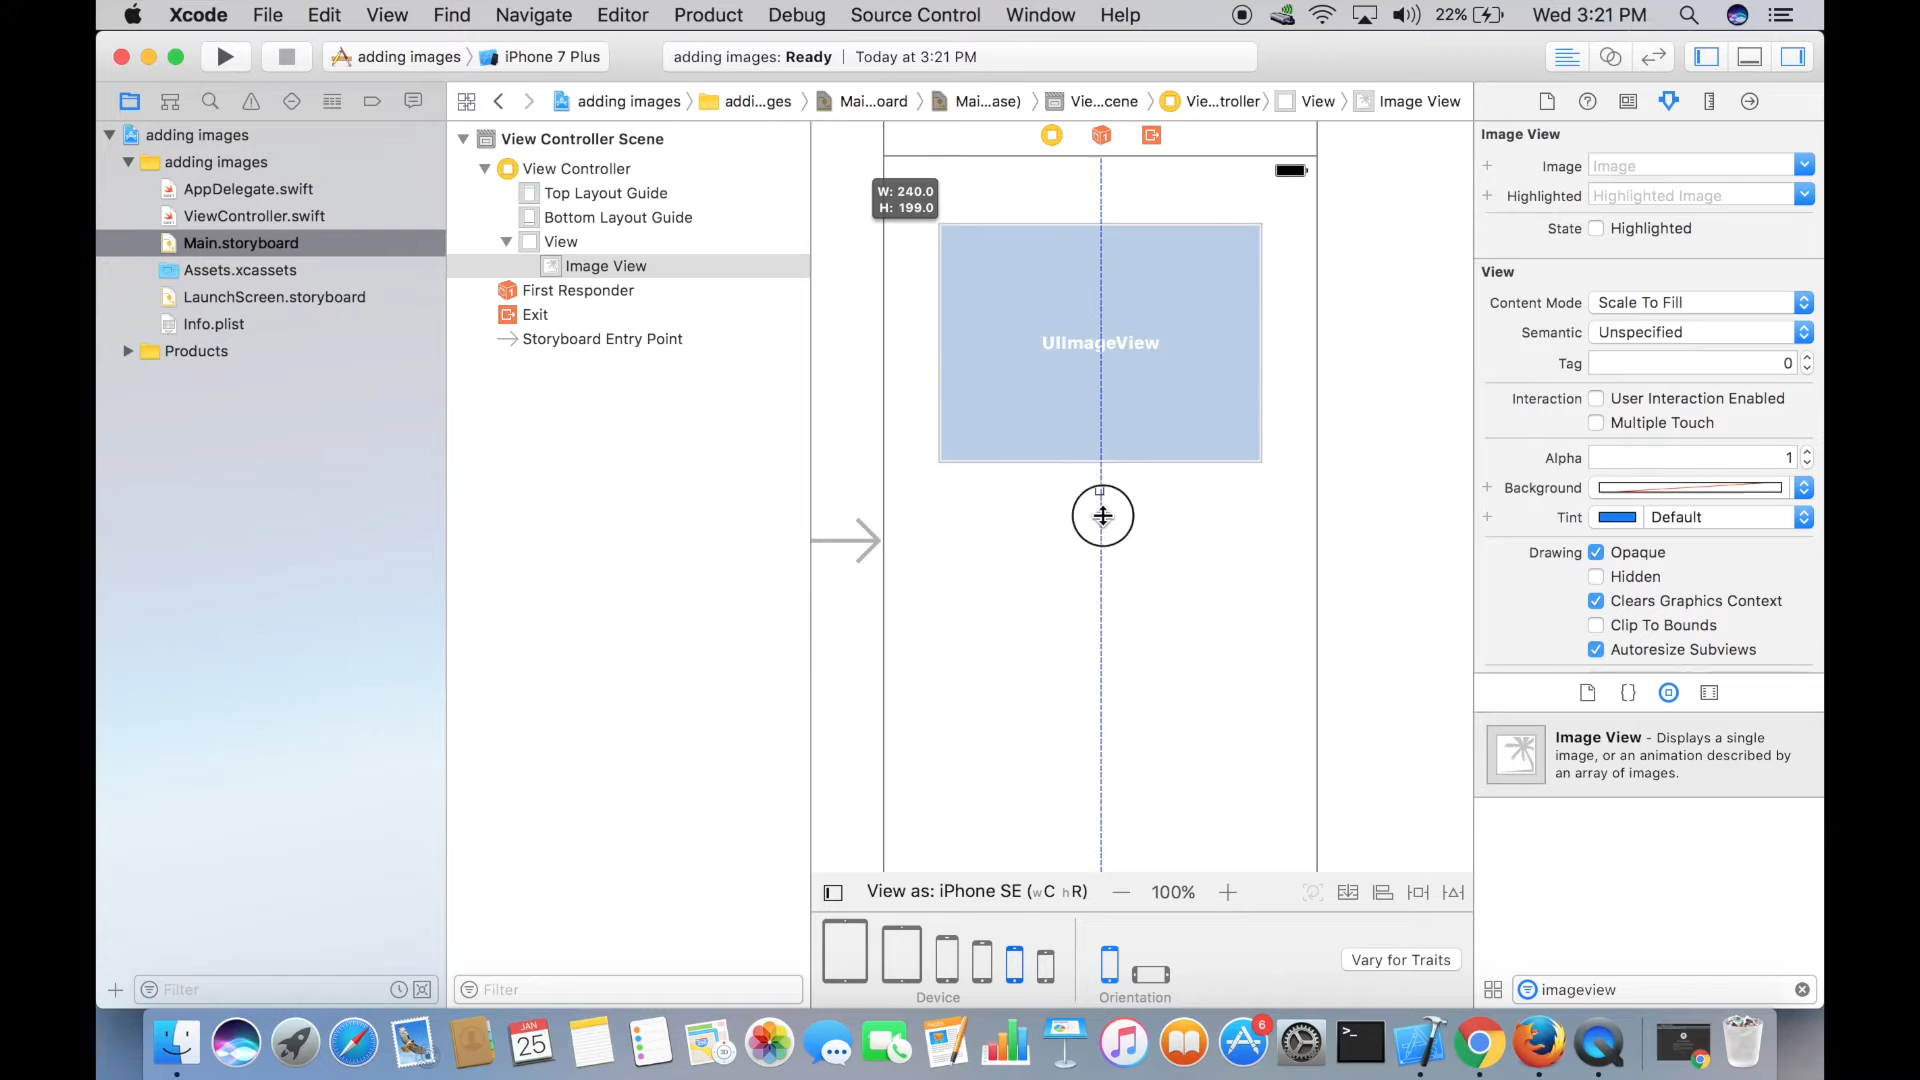 Xcode File Edit View Find Navigate Editor Product Debug Source Control Window Help 22% Wed 3:21 PM
adding images iPhone 7 Plus adding images: Ready Today at 3:21 PM
adding images addi...ges Mai...oard Mai...ase) Vie...cene Vie...troller View Image View
adding images
adding images
AppDelegate.swift
ViewController.swift
Main.storyboard
Assets.xcassets
LaunchScreen.storyboard
Info.plist
Products
Filter
View Controller Scene
View Controller
Top Layout Guide
Bottom Layout Guide
View
Image View
First Responder
Exit
Storyboard Entry Point
Filter
W: 240.0
H: 199.0
UIImageView
View as: iPhone SE (wC hR) 100%
Device
Orientation
Vary for Traits
Image View
Image Image
Highlighted Highlighted Image
State Highlighted
View
Content Mode Scale To Fill
Semantic Unspecified
Tag 0
Interaction User Interaction Enabled
Multiple Touch
Alpha 1
Background
Tint Default
Drawing Opaque
Hidden
Clears Graphics Context
Clip To Bounds
Autoresize Subviews
Image View - Displays a single
image, or an animation described by
an array of images.
imageview
JAN
25
6